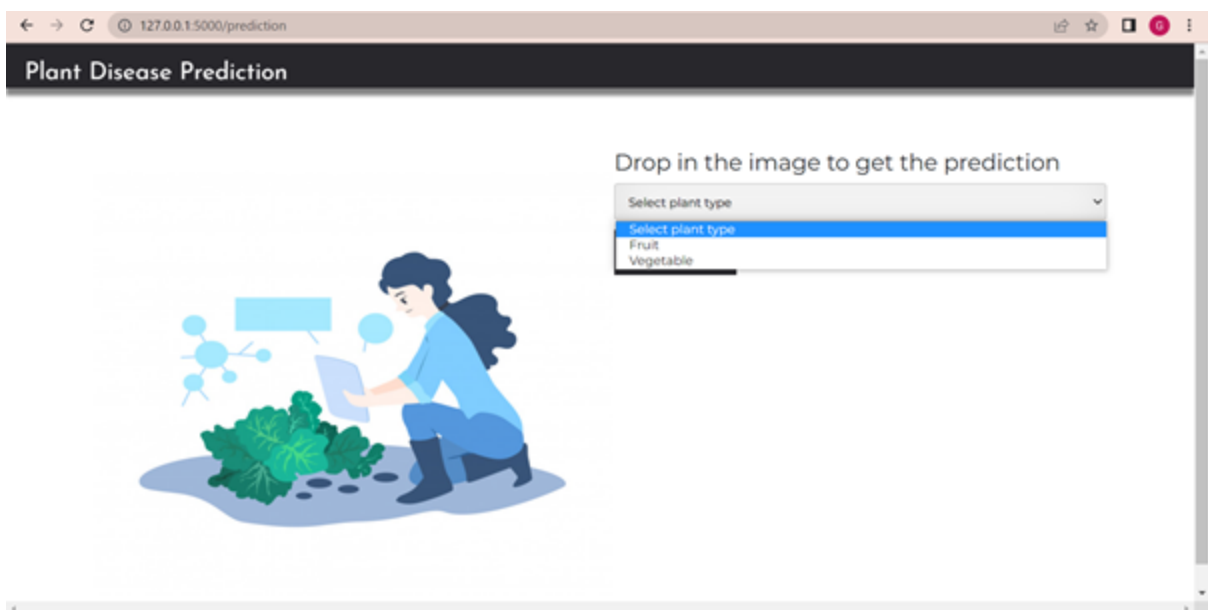 127.0.0.1:5000/prediction
G
Plant Disease Prediction
Drop in the image to get the prediction
Select plant type
Select plant type
Fruit
Vegetable